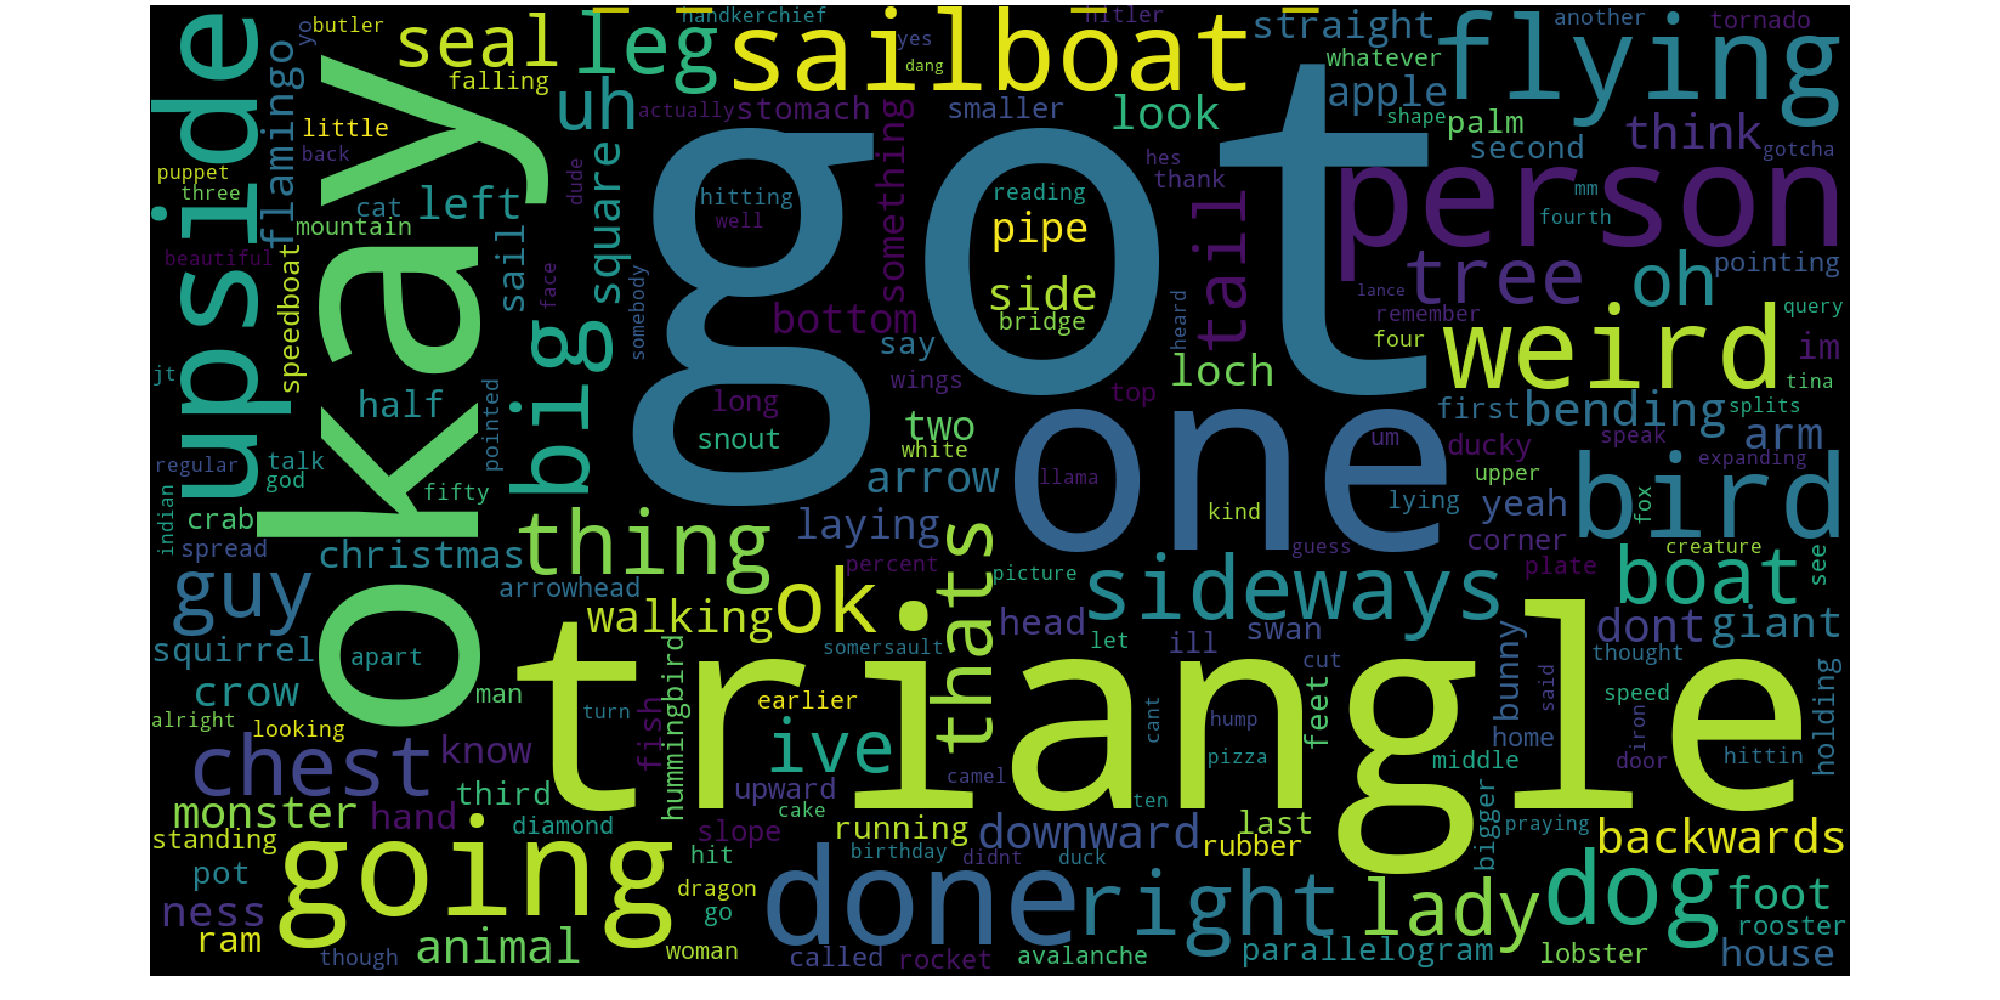 butler
yo
handkerchief
hitler
another
tornado
upside
flamingo
okay
seal
leg
sailboat
yes
dang
straight
whatever
flying
falling
uh
actually
stomach
smaller
look
apple
shape
palm
think
little
back
got
something
second
gotcha
puppet
three
cat
left
dude
square
hitting
well
reading
hes
thank
person
mm
fourth
mountain
sail
pipe
tail
beautiful
speedboat
face
somebody
side
bridge
heard
tree
oh
pointing
lance
remember
query
big
bottom
say
four
weird
im
jt
loch
tina
half
long
wings
top
first
bending
splits
pointed
snout
two
white
um
ducky
speak
arm
regular
talk
god
arrow
llama
one
upper
expanding
indian
fifty
lying
bird
crab
thing
laying
kind
yeah
fox
spread
christmas
thats
guess
corner
creature
percent
picture
plate
see
guy
arrowhead
ok
sideways
boat
walking
head
ill
swan
dont
giant
squirrel
apart
somersault
let
bunny
thought
crow
man
hummingbird
triangle
cut
said
speed
holding
alright
looking
fish
turn
earlier
feet
hump
cant
iron
chest
know
ive
pizza
middle
home
door
hittin
monster
third
upward
camel
cake
ten
bigger
hand
diamond
slope
running
downward
last
praying
standing
going
hit
birthday
didnt
duck
rubber
backwards
pot
dragon
done
right
lady
dog
foot
ness
go
rooster
ram
animal
woman
though
called
rocket
avalanche
parallelogram
lobster
house